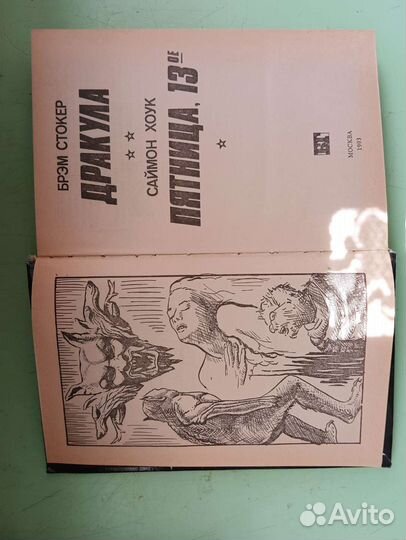 БРЭМ СТОКЕР
ДРАКУЛА
САЙМОН ХОУК
ПЯТНИЦА, 13ОЕ
МОСКВА
1993
Avito